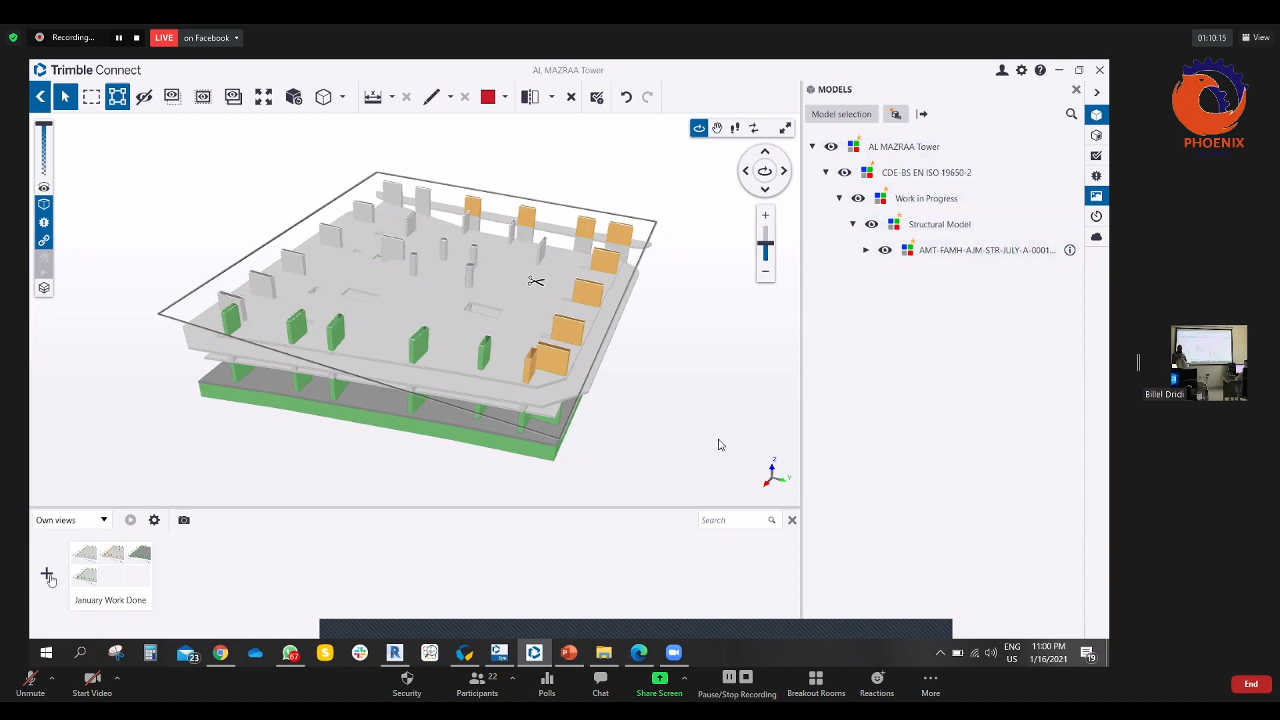 Recording...
LIVE
on Facebook
01:10:15
View
Trimble Connect
AL MAZRAA Tower
PHOENIX
MODELS
Model selection
AL MAZRAA Tower
CDE-BS EN ISO 19650-2
Work in Progress
Structural Model
AMT-FAMH-AJM-STR-JULY-A-0001...
Z
Y
Billel Dridi
Own views
Search
January Work Done
23
67
ENG
US
11:00 PM
1/16/2021
19
Unmute
Start Video
Security
Participants
22
Polls
Chat
Share Screen
Pause/Stop Recording
Breakout Rooms
Reactions
More
End